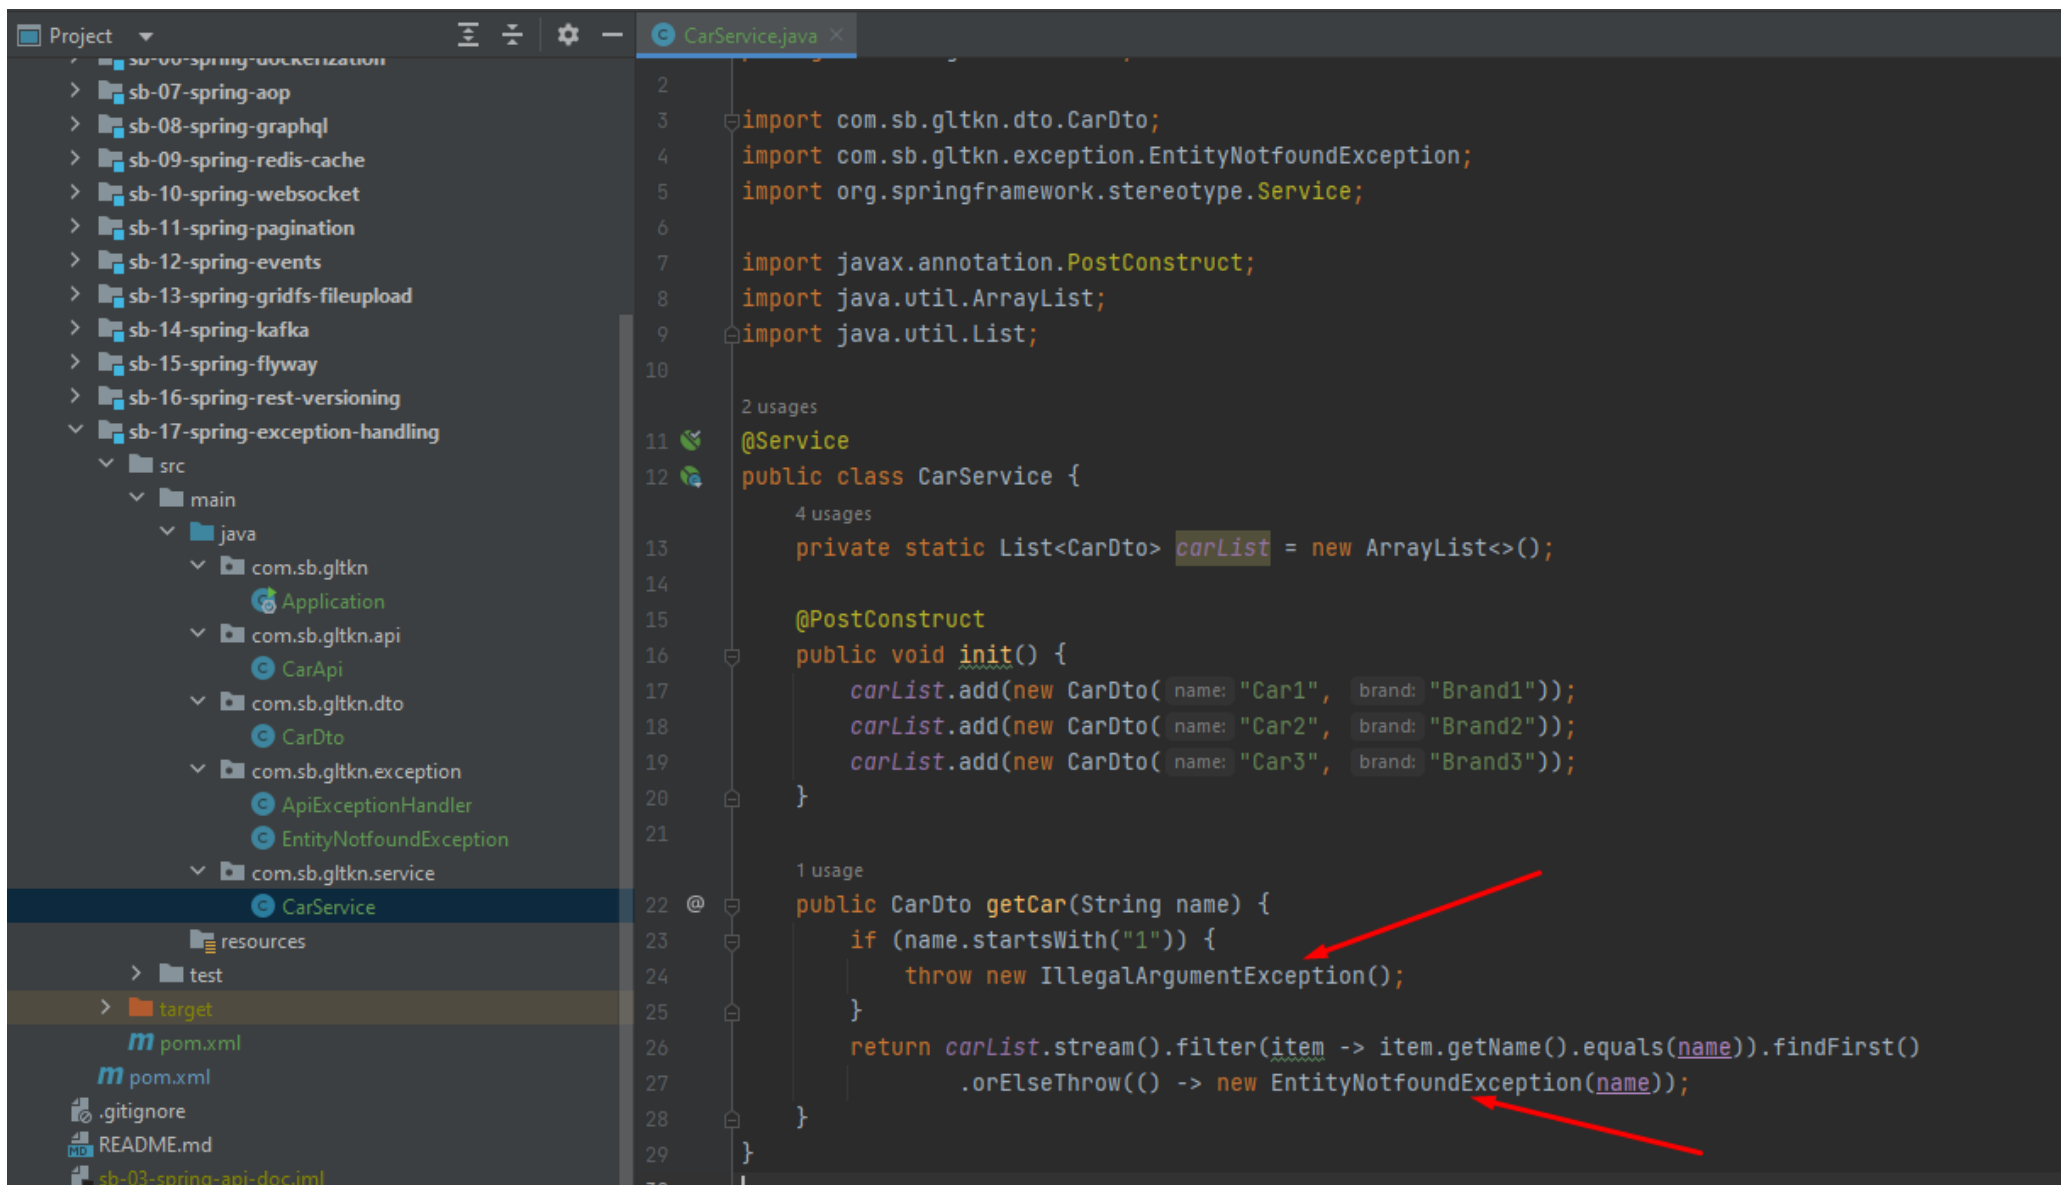 Project
CarService.java
sb-06-spring-dockerization
sb-07-spring-aop
sb-08-spring-graphql
sb-09-spring-redis-cache
sb-10-spring-websocket
sb-11-spring-pagination
sb-12-spring-events
sb-13-spring-gridfs-fileupload
sb-14-spring-kafka
sb-15-spring-flyway
sb-16-spring-rest-versioning
sb-17-spring-exception-handling
src
main
java
com.sb.gltkn
Application
com.sb.gltkn.api
CarApi
com.sb.gltkn.dto
CarDto
com.sb.gltkn.exception
ApiExceptionHandler
EntityNotfoundException
com.sb.gltkn.service
CarService
resources
test
target
pom.xml
pom.xml
.gitignore
README.md
sb-03-spring-api-doc.iml
2
3 import com.sb.gltkn.dto.CarDto;
4 import com.sb.gltkn.exception.EntityNotfoundException;
5 import org.springframework.stereotype.Service;
6
7 import javax.annotation.PostConstruct;
8 import java.util.ArrayList;
9 import java.util.List;
10
2 usages
11 @Service
12 public class CarService {
4 usages
13 private static List<CarDto> carList = new ArrayList<>();
14
15 @PostConstruct
16 public void init() {
17 carList.add(new CarDto( name: "Car1", brand: "Brand1"));
18 carList.add(new CarDto( name: "Car2", brand: "Brand2"));
19 carList.add(new CarDto( name: "Car3", brand: "Brand3"));
20 }
21
1 usage
22 @ public CarDto getCar(String name) {
23 if (name.startsWith("1")) {
24 throw new IllegalArgumentException();
25 }
26 return carList.stream().filter(item -> item.getName().equals(name)).findFirst()
27 .orElseThrow(() -> new EntityNotfoundException(name));
28 }
29 }